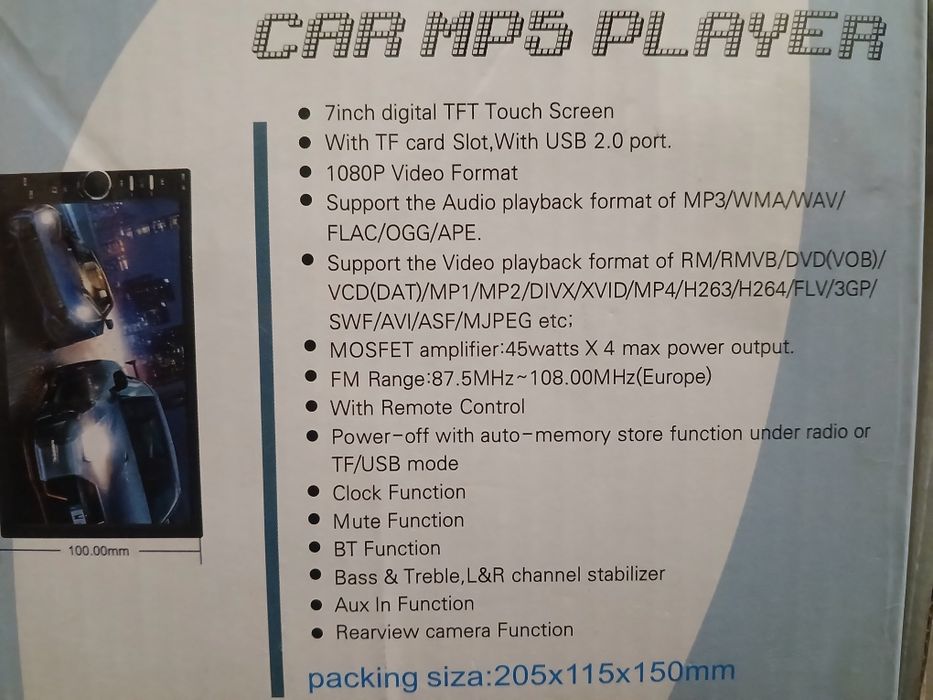 CAR MP5 PLAYER
● 7inch digital TFT Touch Screen
● With TF card Slot,With USB 2.0 port.
● 1080P Video Format
● Support the Audio playback format of MP3/WMA/WAV/
FLAC/OGG/APE.
● Support the Video playback format of RM/RMVB/DVD(VOB)/
VCD(DAT)/MP1/MP2/DIVX/XVID/MP4/H263/H264/FLV/3GP/
SWF/AVI/ASF/MJPEG etc;
● MOSFET amplifier:45watts X 4 max power output.
● FM Range:87.5MHz~108.00MHz(Europe)
● With Remote Control
● Power-off with auto-memory store function under radio or
TF/USB mode
● Clock Function
● Mute Function
● BT Function
● Bass & Treble,L&R channel stabilizer
● Aux In Function
● Rearview camera Function
100.00mm
packing siza:205x115x150mm